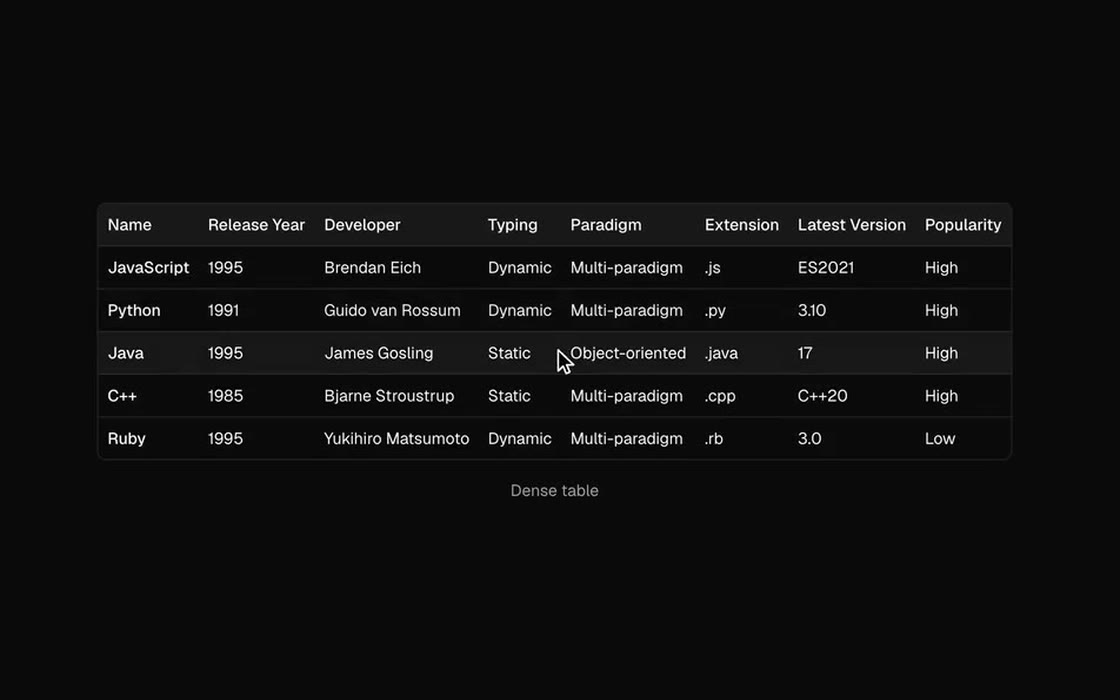 Name Release Year Developer Typing Paradigm Extension Latest Version Popularity
JavaScript 1995 Brendan Eich Dynamic Multi-paradigm .js ES2021 High
Python 1991 Guido van Rossum Dynamic Multi-paradigm .py 3.10 High
Java 1995 James Gosling Static Object-oriented .java 17 High
C++ 1985 Bjarne Stroustrup Static Multi-paradigm .cpp C++20 High
Ruby 1995 Yukihiro Matsumoto Dynamic Multi-paradigm .rb 3.0 Low
Dense table